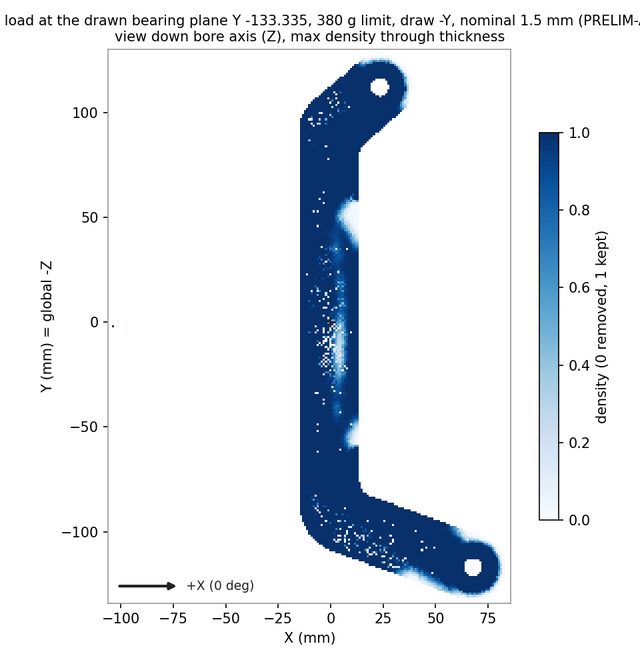 load at the drawn bearing plane Y -133.335, 380 g limit, draw -Y, nominal 1.5 mm (PRELIM-
view down bore axis (Z), max density through thickness
100
50
0
−50
−100
Y (mm) = global -Z
+X (0 deg)
−100 −75 −50 −25 0 25 50 75
X (mm)
1.0
0.8
0.6
0.4
0.2
0.0
density (0 removed, 1 kept)